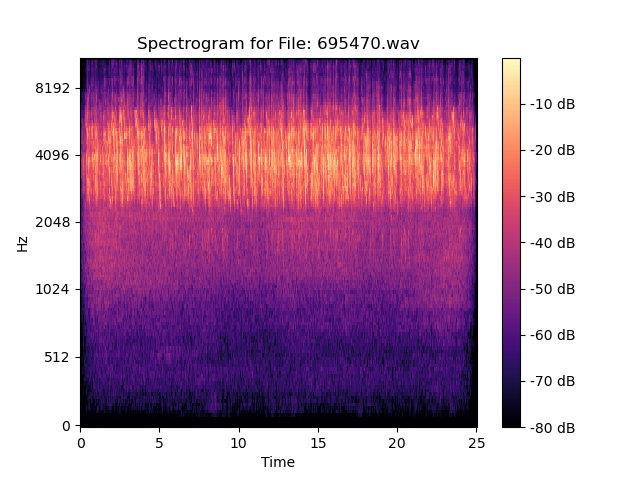 Spectrogram for File: 695470.wav
8192
4096
2048
1024
512
0
Hz
0 5 10 15 20 25
Time
-10 dB
-20 dB
-30 dB
-40 dB
-50 dB
-60 dB
-70 dB
-80 dB